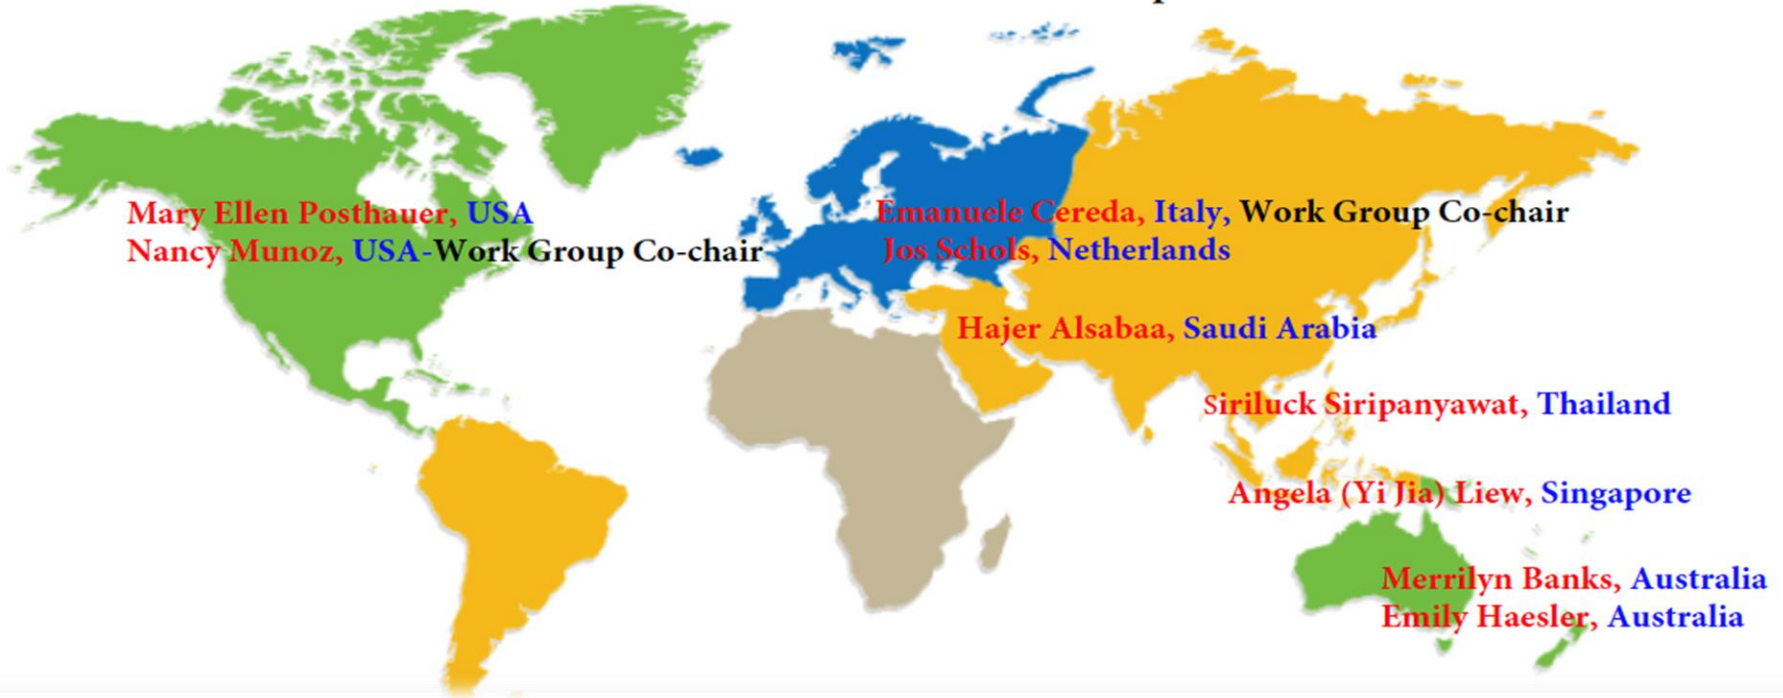 Mary Ellen Posthauer, USA
Nancy Munoz, USA-Work Group Co-chair
Emanuele Cereda, Italy, Work Group Co-chair
Jos Schols, Netherlands
Hajer Alsabaa, Saudi Arabia
Siriluck Siripanyawat, Thailand
Angela (Yi Jia) Liew, Singapore
Merrilyn Banks, Australia
Emily Haesler, Australia